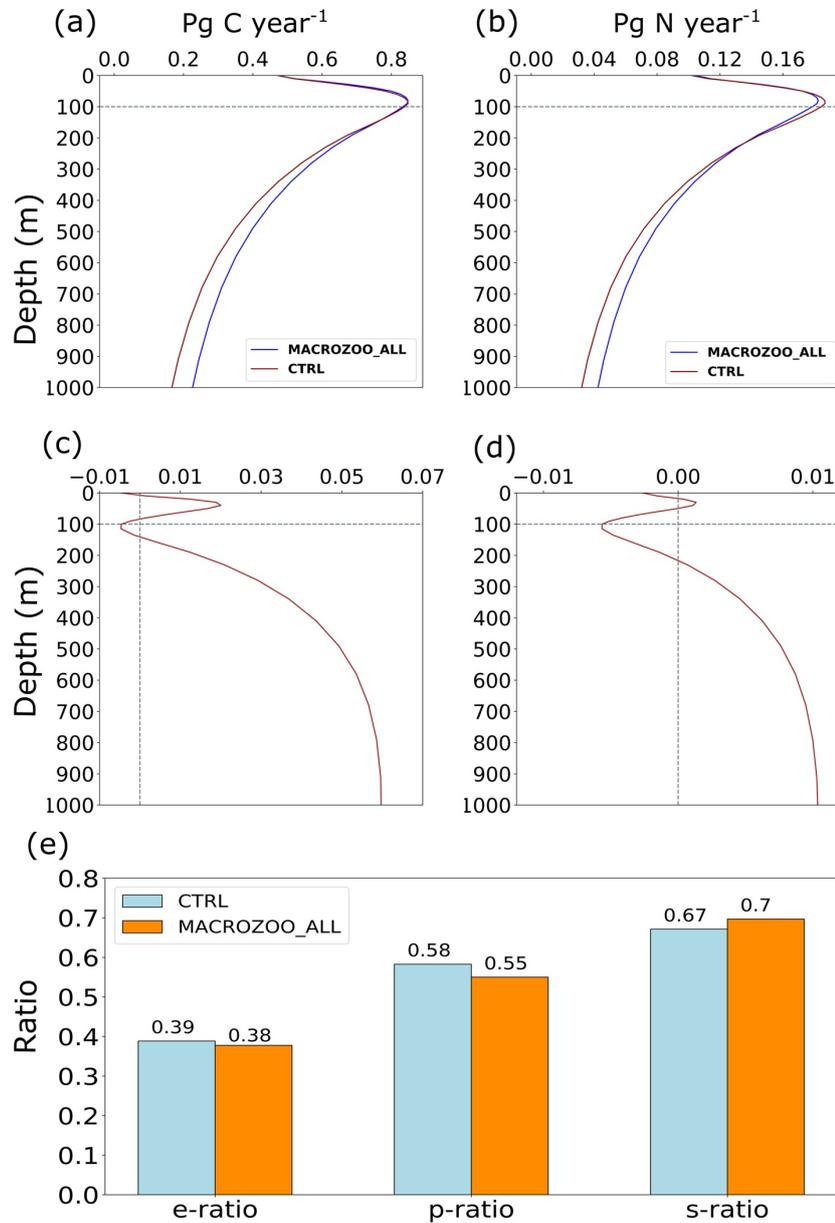 (a) Pg C year-1 (b) Pg N year-1
0.0 0.2 0.4 0.6 0.8 0.00 0.04 0.08 0.12 0.16
0 0
100 100
200 200
300 300
400 400
500 500
600 600
700 700
800 800
900 900
1000 1000
Depth (m)
MACROZOO_ALL MACROZOO_ALL
CTRL CTRL
(c) (d)
−0.01 0.01 0.03 0.05 0.07 −0.01 0.00 0.01
0 0
100 100
200 200
300 300
400 400
500 500
600 600
700 700
800 800
900 900
1000 1000
Depth (m)
(e)
0.8
0.7
0.6
0.5
0.4
0.3
0.2
0.1
0.0
Ratio
CTRL
MACROZOO_ALL
0.39 0.38 0.58 0.55 0.67 0.7
e-ratio p-ratio s-ratio